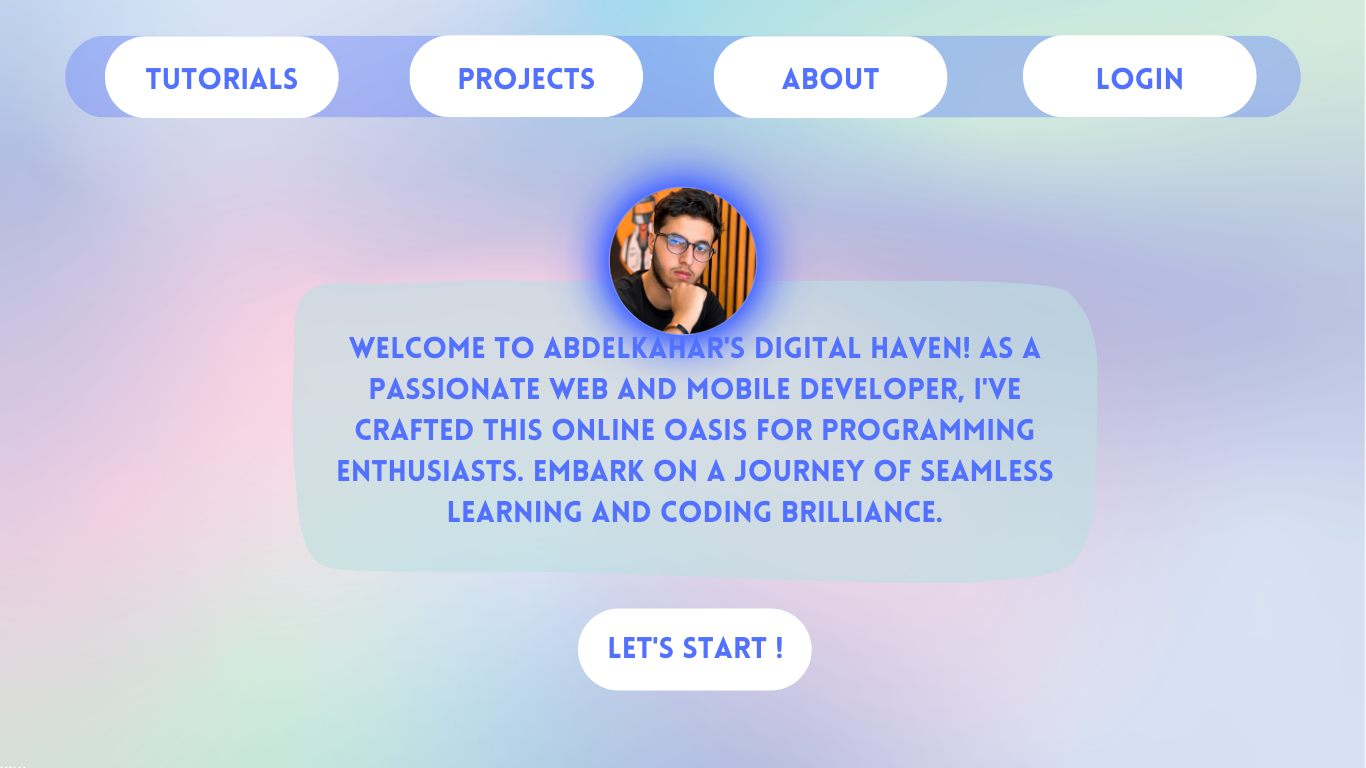 TUTORIALS
PROJECTS
ABOUT
LOGIN
WELCOME TO ABDELKAHAR'S DIGITAL HAVEN! AS A
PASSIONATE WEB AND MOBILE DEVELOPER, I'VE
CRAFTED THIS ONLINE OASIS FOR PROGRAMMING
ENTHUSIASTS. EMBARK ON A JOURNEY OF SEAMLESS
LEARNING AND CODING BRILLIANCE.
LET'S START !